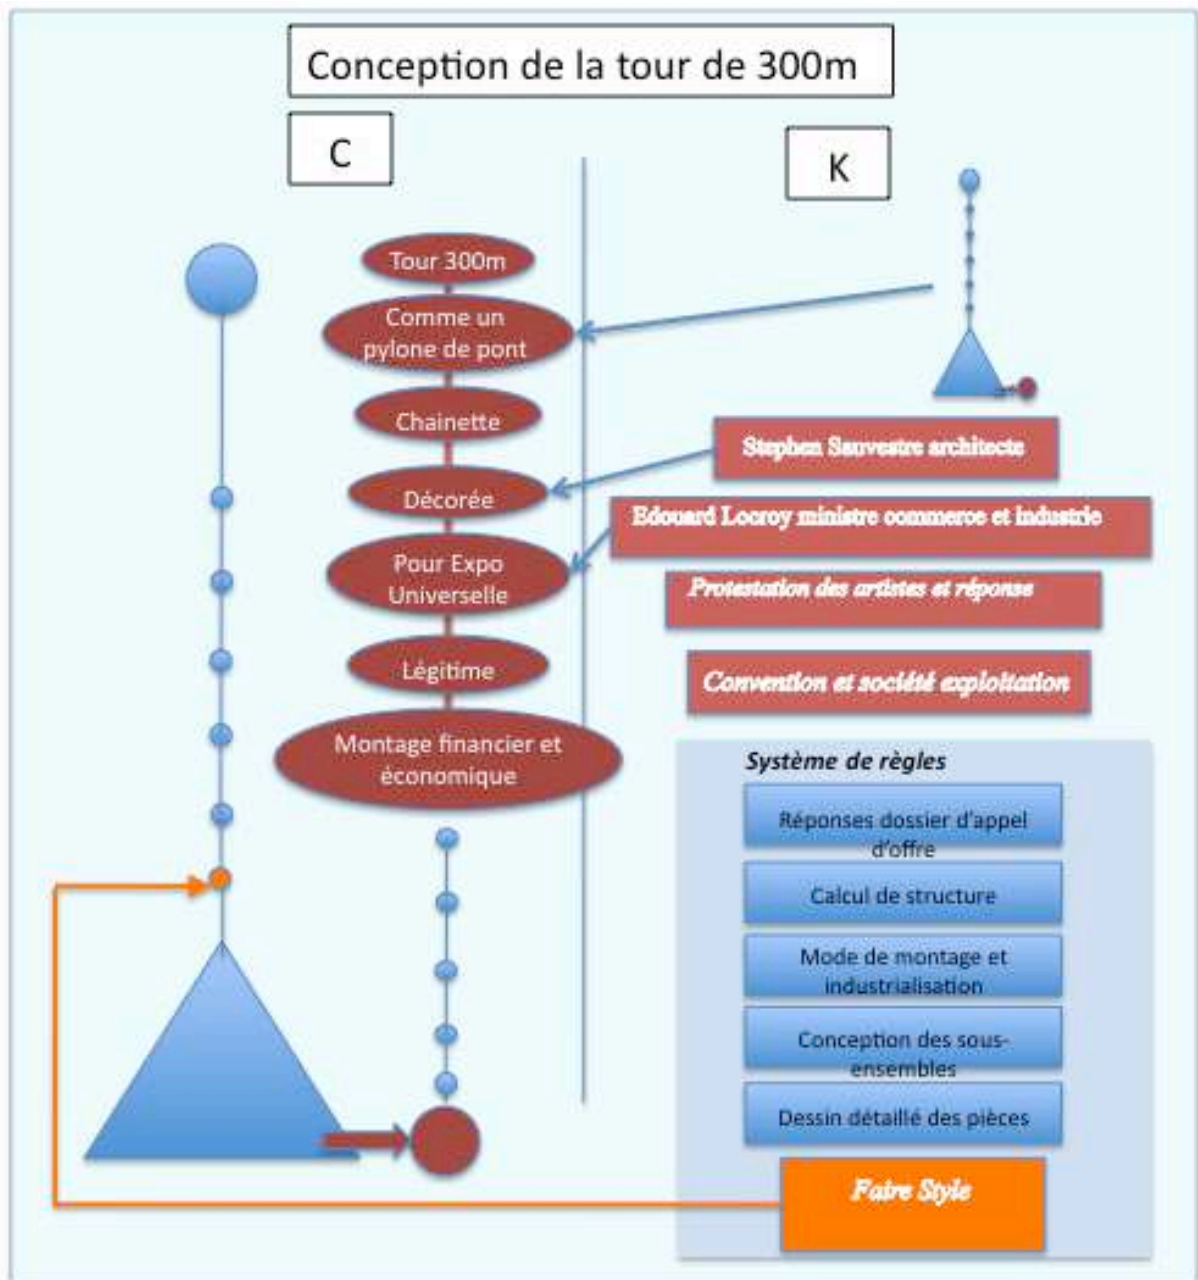 Conception de la tour de 300m
C
K
Tour 300m
Comme un
pylone de pont
Chainette
Décorée
Pour Expo
Universelle
Légitime
Montage financier et
économique
Stephen Sauvestre architecte
Edouard Locroy ministre commerce et industrie
Protestation des artistes et réponse
Convention et société exploitation
Système de règles
Réponses dossier d'appel
d'offre
Calcul de structure
Mode de montage et
industrialisation
Conception des sous-
ensembles
Dessin détaillé des pièces
Faire Style